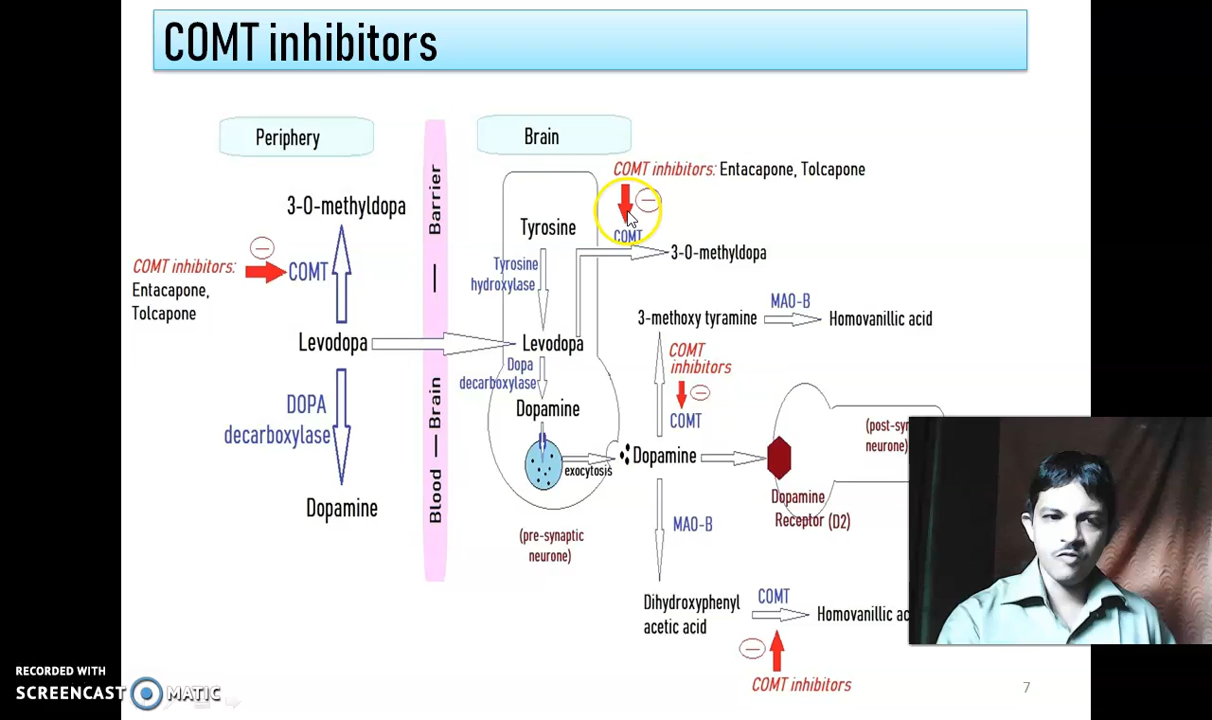 COMT inhibitors
Periphery
Brain
Blood — Brain — Barrier
3-O-methyldopa
COMT inhibitors:
Entacapone,
Tolcapone
COMT
Levodopa
DOPA
decarboxylase
Dopamine
COMT inhibitors: Entacapone, Tolcapone
COMT
Tyrosine
3-O-methyldopa
Tyrosine
hydroxylase
Levodopa
Dopa
decarboxylase
Dopamine
exocytosis
(pre-synaptic
neurone)
MAO-B
3-methoxy tyramine
Homovanillic acid
COMT
inhibitors
COMT
Dopamine
(post-sy
neurone)
Dopamine
Receptor (D2)
MAO-B
Dihydroxyphenyl
acetic acid
COMT
Homovanillic ac
COMT inhibitors
RECORDED WITH
SCREENCAST MATIC
7